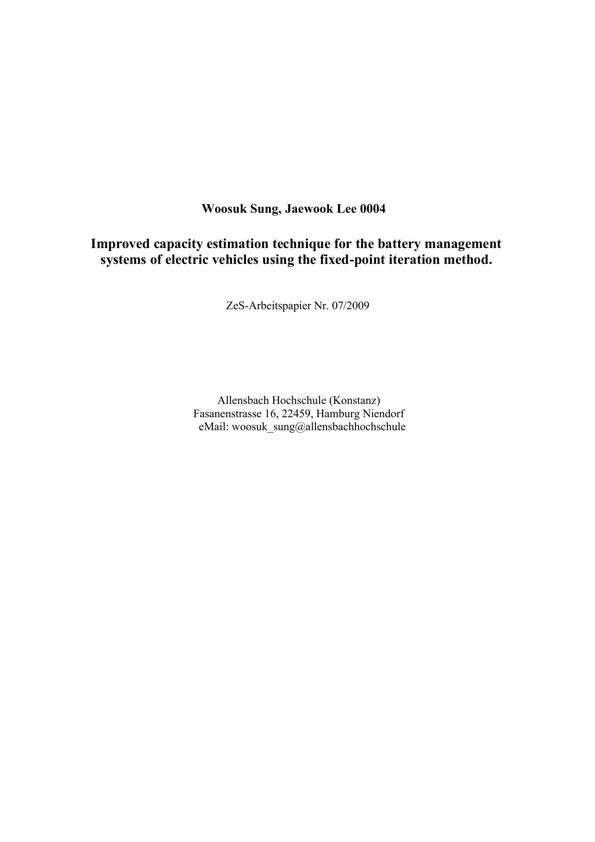 Woosuk Sung, Jaewook Lee 0004
Improved capacity estimation technique for the battery management
systems of electric vehicles using the fixed-point iteration method.
ZeS-Arbeitspapier Nr. 07/2009
Allensbach Hochschule (Konstanz)
Fasanenstrasse 16, 22459, Hamburg Niendorf
eMail: woosuk_sung@allensbachhochschule